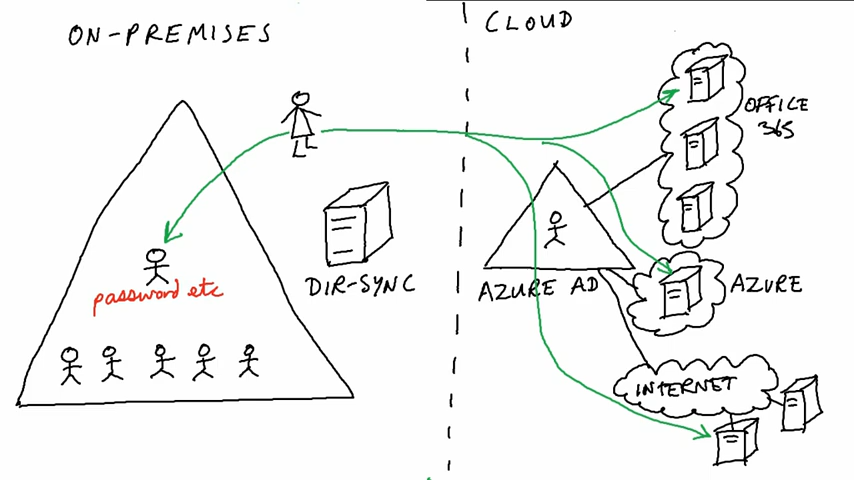 ON-PREMISES
CLOUD
OFFICE
365
password etc
DIR-SYNC
AZURE AD
AZURE
INTERNET